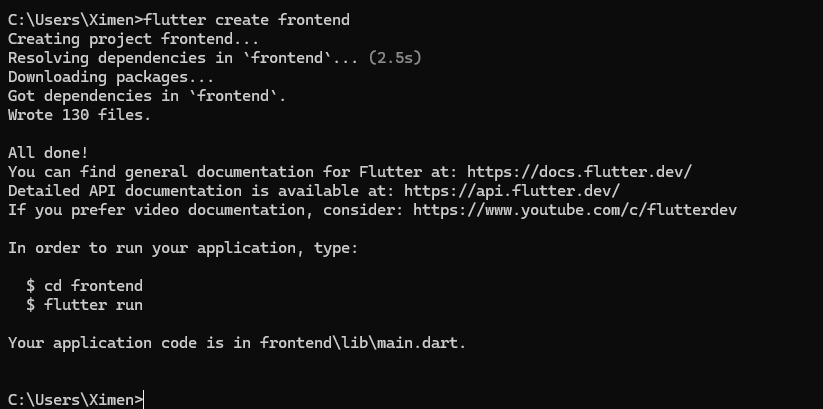 C:\Users\Ximen>flutter create frontend
Creating project frontend...
Resolving dependencies in `frontend`... (2.5s)
Downloading packages...
Got dependencies in `frontend`.
Wrote 130 files.
All done!
You can find general documentation for Flutter at: https://docs.flutter.dev/
Detailed API documentation is available at: https://api.flutter.dev/
If you prefer video documentation, consider: https://www.youtube.com/c/flutterdev
In order to run your application, type:
$ cd frontend
$ flutter run
Your application code is in frontend\lib\main.dart.
C:\Users\Ximen>